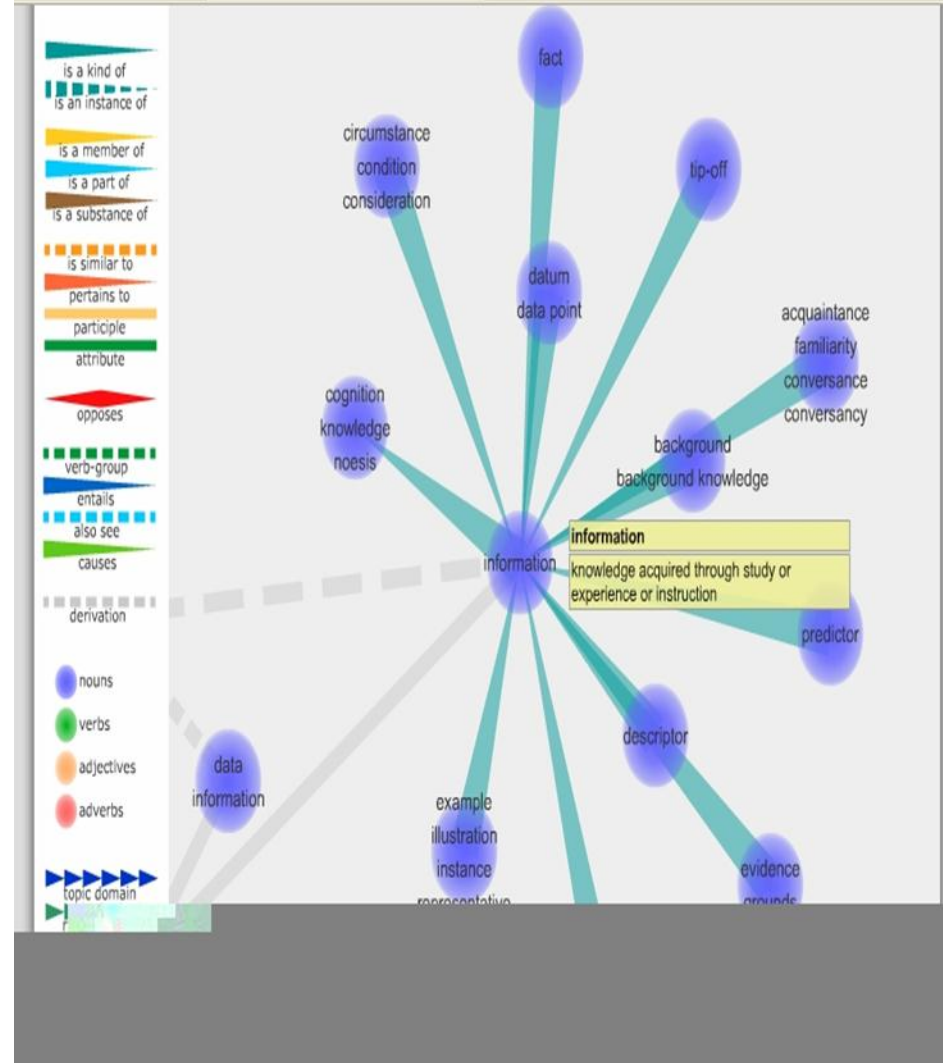 is a kind of
is an instance of
is a member of
is a part of
is a substance of
is similar to
pertains to
participle
attribute
opposes
verb-group
entails
also see
causes
derivation
nouns
verbs
adjectives
adverbs
topic domain
fact
circumstance
condition
consideration
tip-off
datum
data point
acquaintance
familiarity
conversance
conversancy
cognition
knowledge
noesis
background
background knowledge
information
information
knowledge acquired through study or
experience or instruction
predictor
descriptor
data
information
example
illustration
instance
representative
evidence
grounds